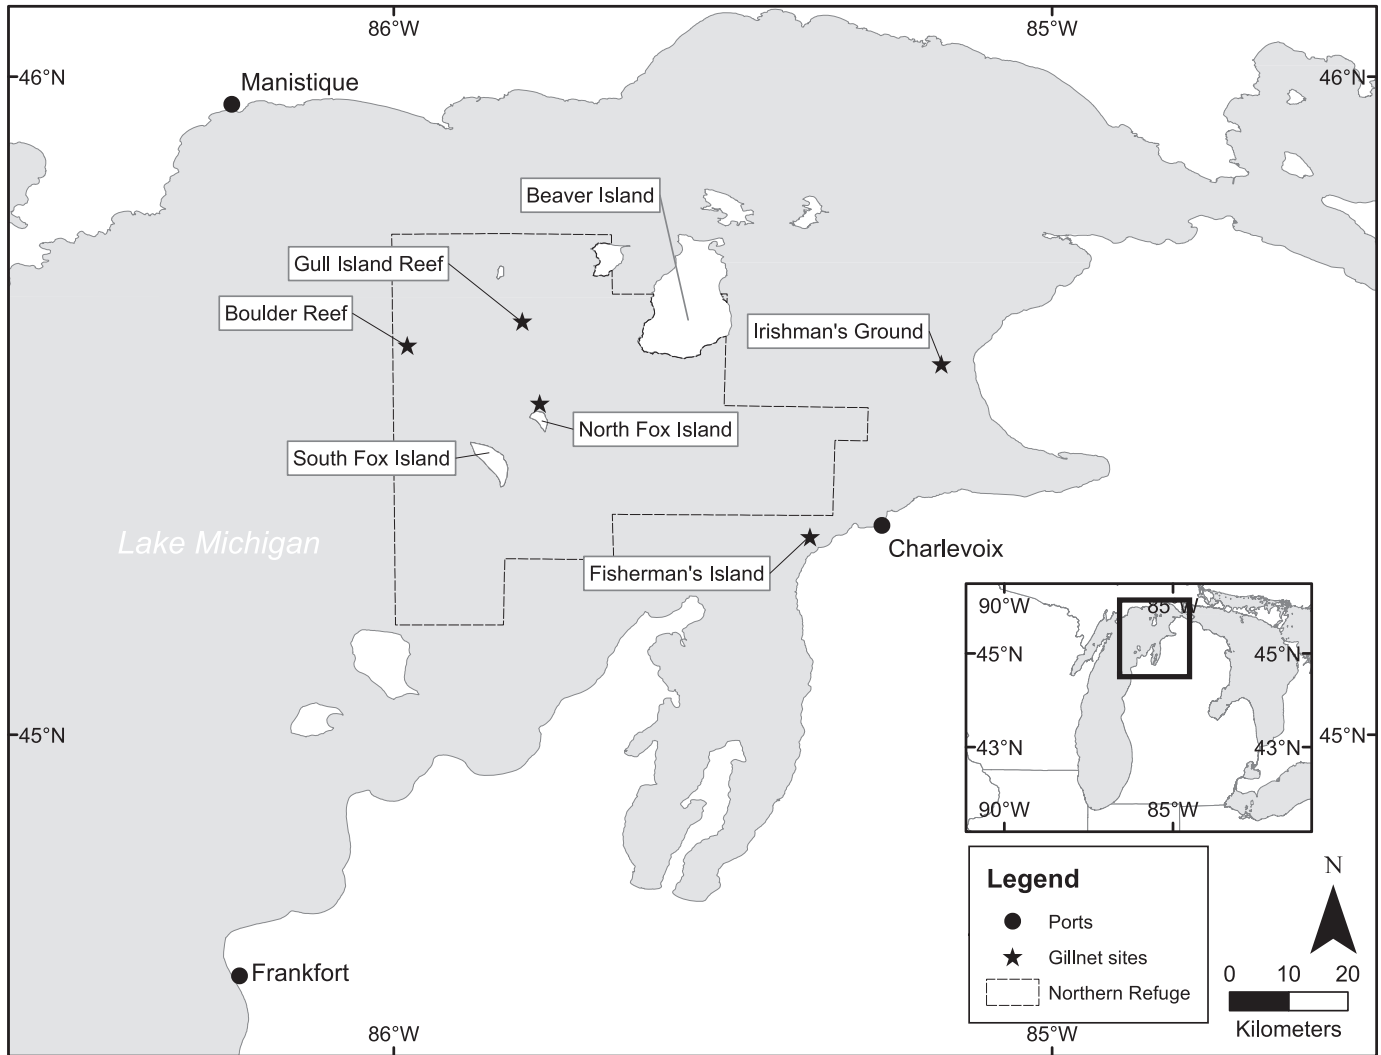 86°W
85°W
46°N
46°N
Manistique
Beaver Island
Gull Island Reef
Boulder Reef
Irishman's Ground
North Fox Island
South Fox Island
Lake Michigan
Charlevoix
Fisherman's Island
90°W
85°W
45°N
45°N
43°N
43°N
90°W
85°W
45°N
45°N
Legend
Ports
Gillnet sites
Northern Refuge
N
0 10 20
Kilometers
Frankfort
86°W
85°W